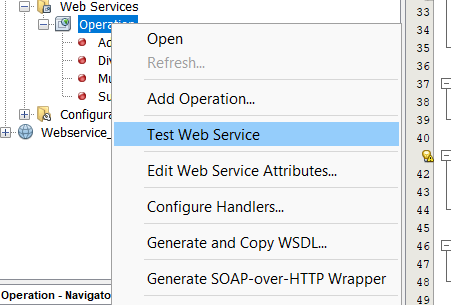 Web Services
Operation
Open
Refresh...
Add Operation...
Test Web Service
Edit Web Service Attributes...
Configure Handlers...
Generate and Copy WSDL...
Generate SOAP-over-HTTP Wrapper
Ad
Div
Mu
Su
Configura
Webservice_
Operation - Navigator
33
34
35
36
37
38
39
40
42
43
44
45
46
47
48
49